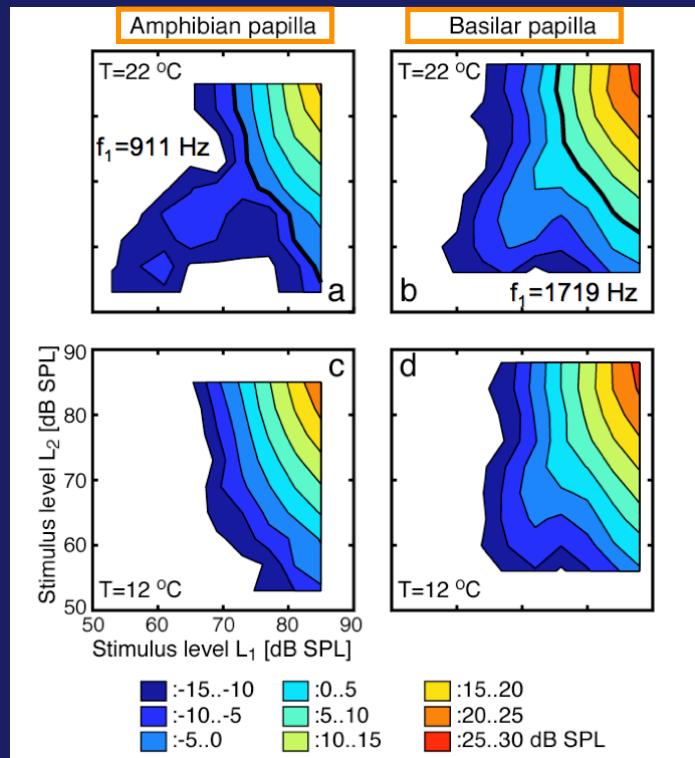 Amphibian papilla
Basilar papilla
T=22 °C
f₁=911 Hz
a
T=22 °C
b
f₁=1719 Hz
90
80
70
60
50
Stimulus level L₂ [dB SPL]
c
T=12 °C
d
T=12 °C
50 60 70 80 90
Stimulus level L₁ [dB SPL]
:-15..-10 :0..5 :15..20
:-10..-5 :5..10 :20..25
:-5..0 :10..15 :25..30 dB SPL